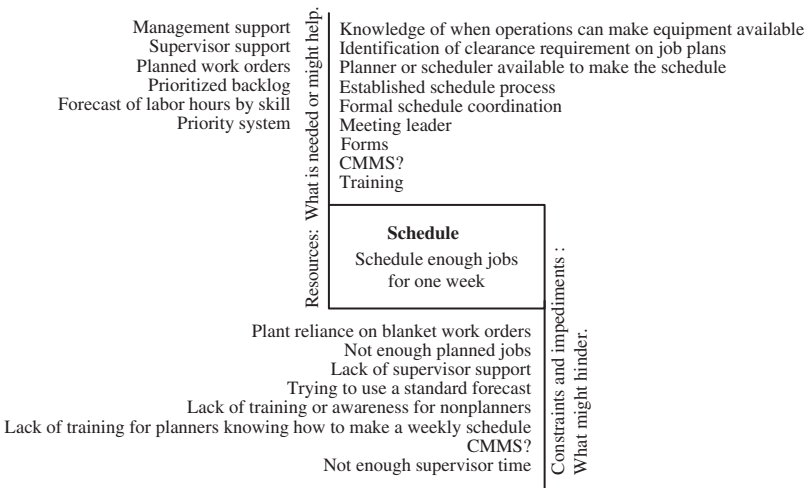 Management support
Supervisor support
Planned work orders
Prioritized backlog
Forecast of labor hours by skill
Priority system
Resources: What is needed or might help.
Knowledge of when operations can make equipment available
Identification of clearance requirement on job plans
Planner or scheduler available to make the schedule
Established schedule process
Formal schedule coordination
Meeting leader
Forms
CMMS?
Training
Schedule
Schedule enough jobs
for one week
Plant reliance on blanket work orders
Not enough planned jobs
Lack of supervisor support
Trying to use a standard forecast
Lack of training or awareness for nonplanners
Lack of training for planners knowing how to make a weekly schedule
CMMS?
Not enough supervisor time
Constraints and impediments :
What might hinder.